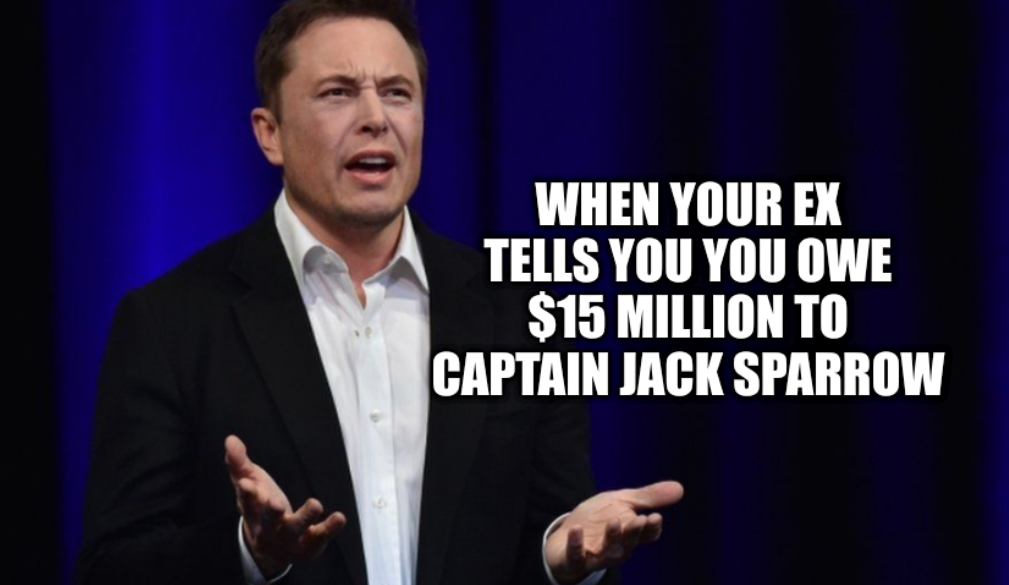 WHEN YOUR EX
TELLS YOU YOU OWE
$15 MILLION TO
CAPTAIN JACK SPARROW